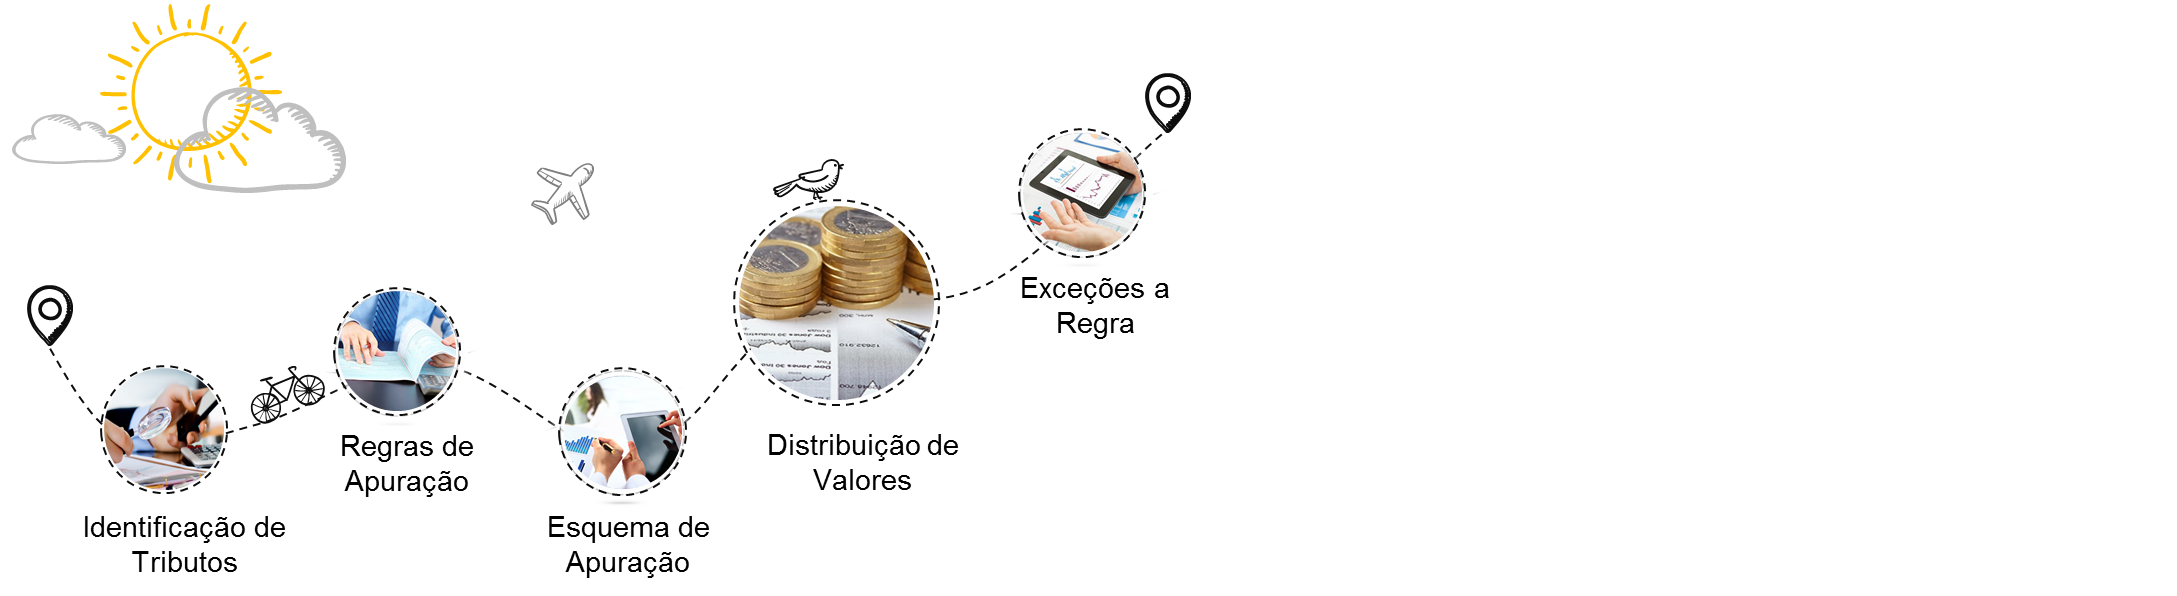 Identificação de
Tributos
Regras de
Apuração
Esquema de
Apuração
Distribuição de
Valores
Exceções a
Regra